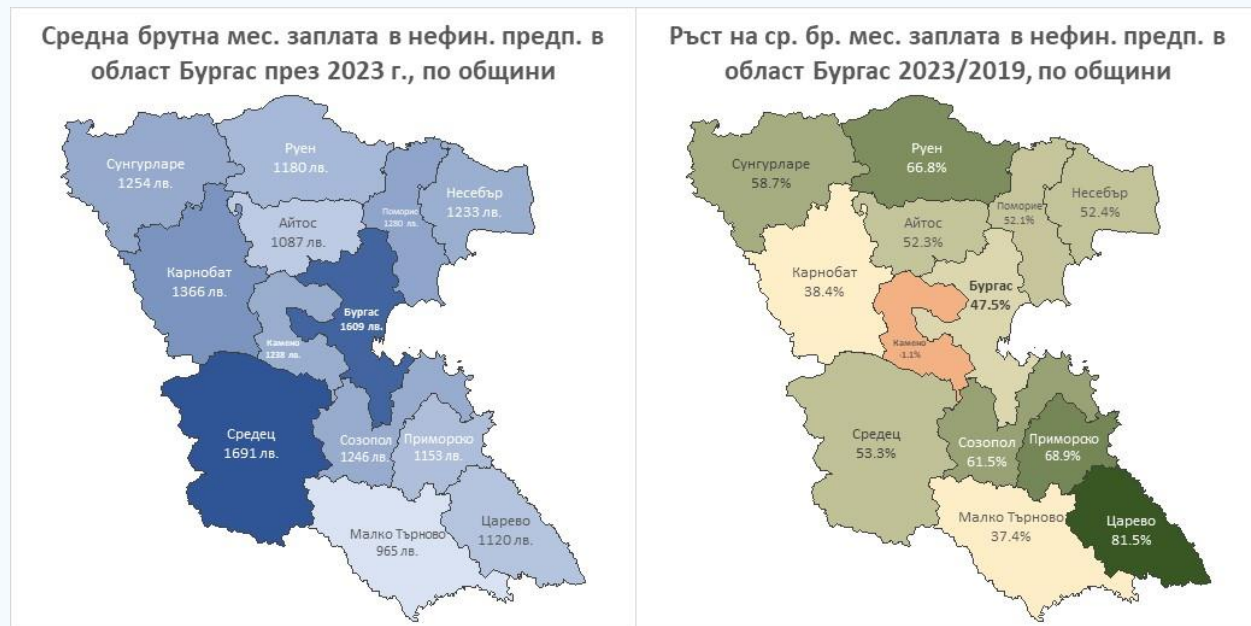 Средна брутна мес. заплата в нефин. предп. в
област Бургас през 2023 г., по общини
Сунгурларе
1254 лв.
Руен
1180 лв.
Несебър
1233 лв.
Поморие
1280 лв.
Айтос
1087 лв.
Карнобат
1366 лв.
Бургас
1609 лв.
Камено
1238 лв.
Средец
1691 лв.
Созопол
1246 лв.
Приморско
1153 лв.
Малко Търново
965 лв.
Царево
1120 лв.
Ръст на ср. бр. мес. заплата в нефин. предп. в
област Бургас 2023/2019, по общини
Сунгурларе
58.7%
Руен
66.8%
Несебър
52.4%
Поморие
52.1%
Айтос
52.3%
Карнобат
38.4%
Бургас
47.5%
Камено
-1.1%
Средец
53.3%
Созопол
61.5%
Приморско
68.9%
Малко Търново
37.4%
Царево
81.5%